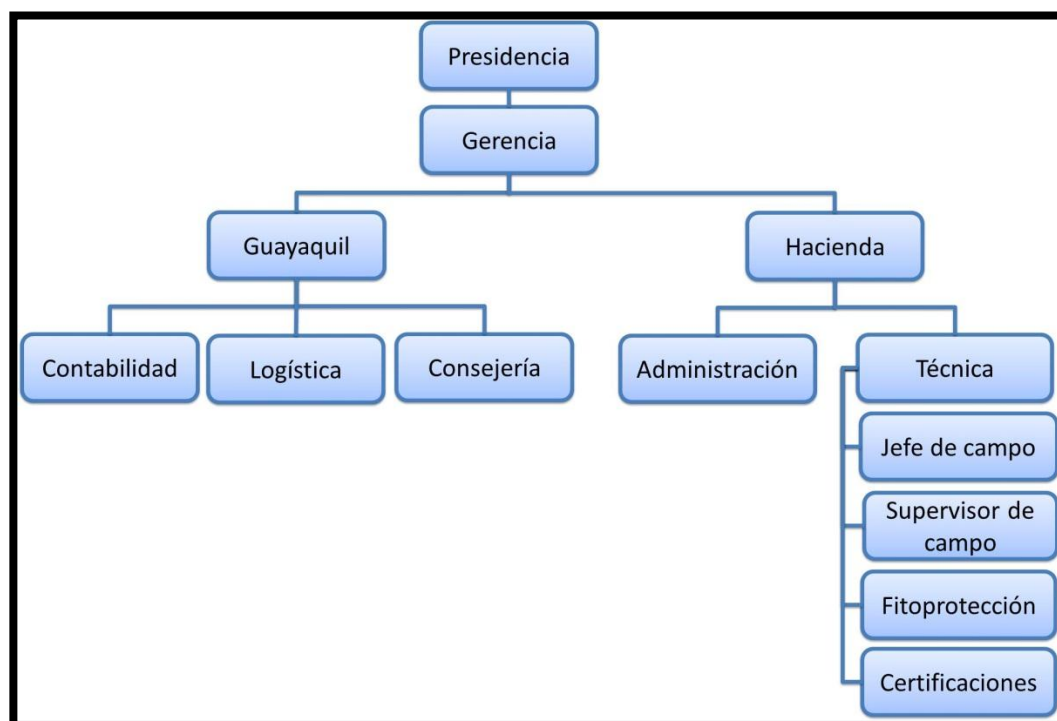 Presidencia
Gerencia
Guayaquil
Hacienda
Contabilidad
Logística
Consejería
Administración
Técnica
Jefe de campo
Supervisor de
campo
Fitoprotección
Certificaciones